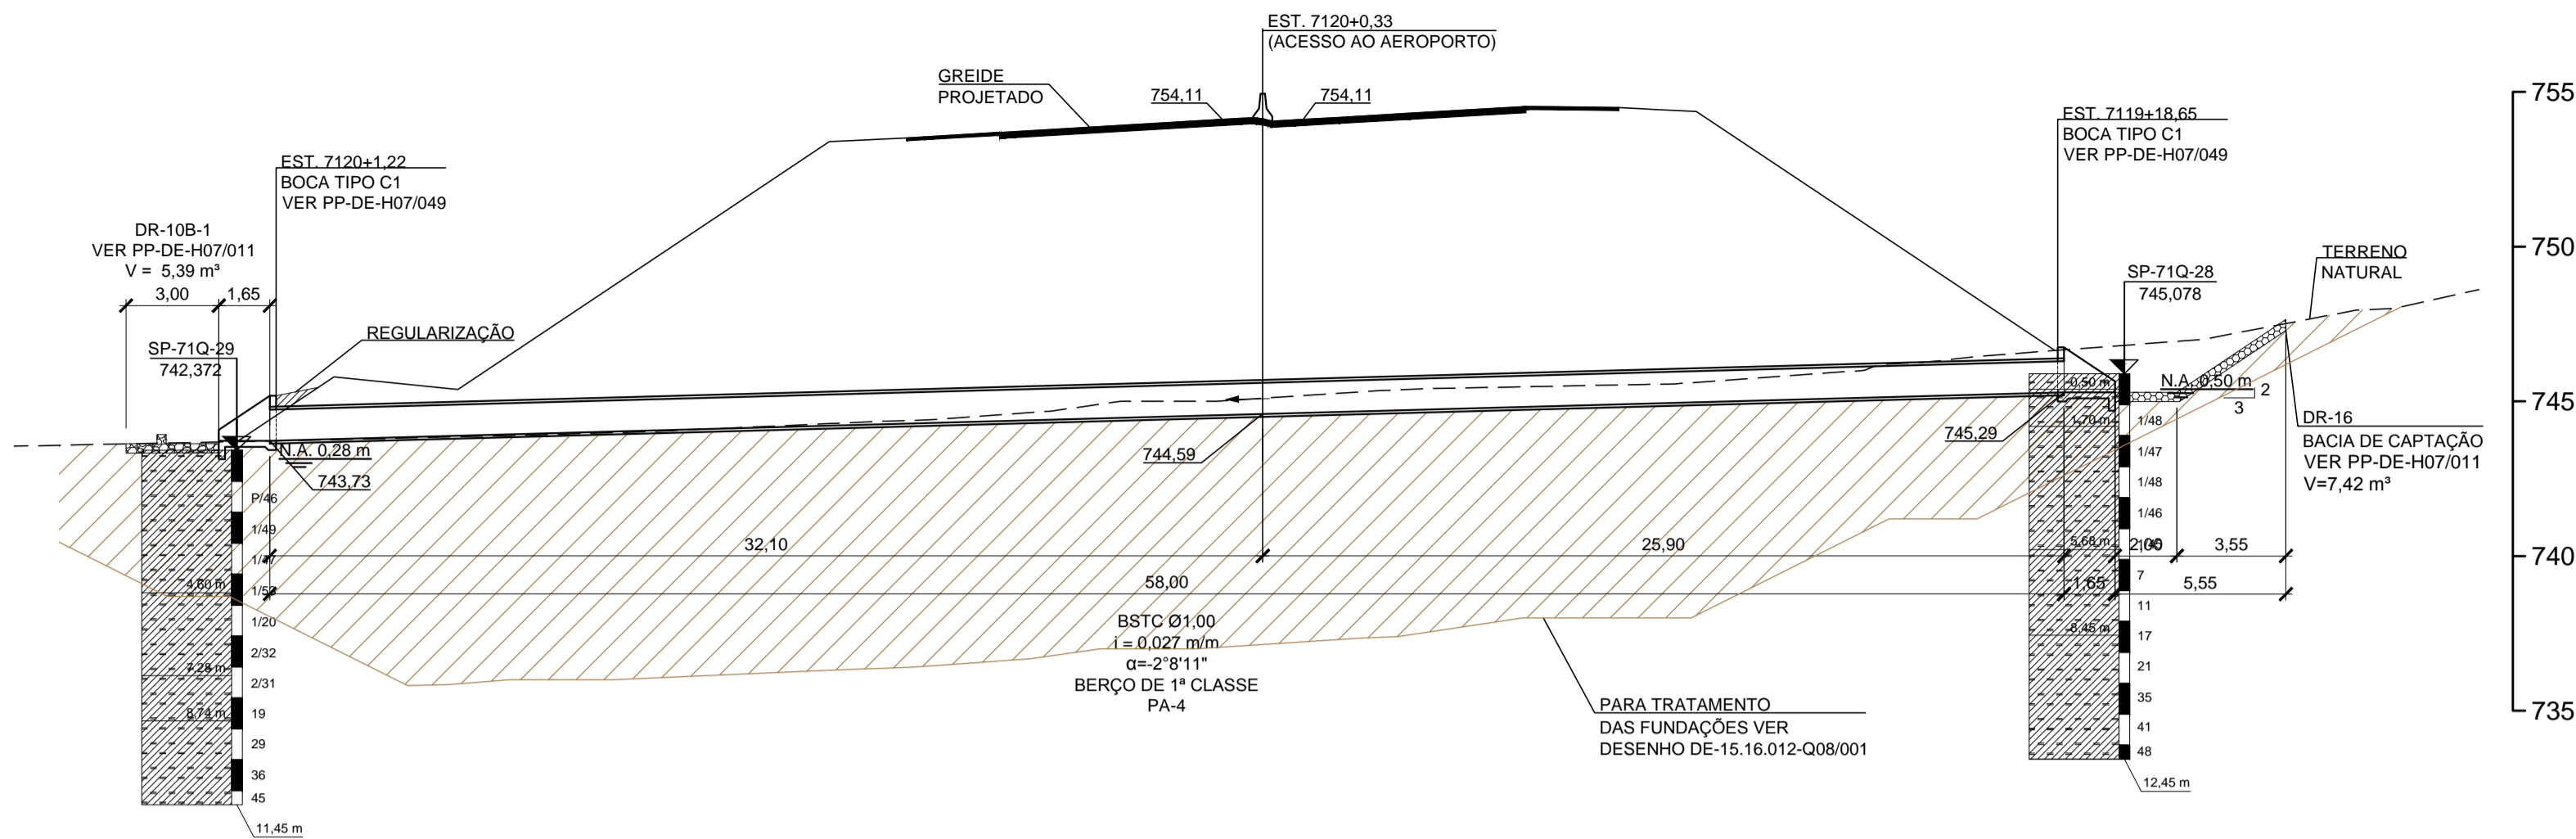 EST. 7120+0,33
(ACESSO AO AEROPORTO)
GREIDE
PROJETADO
754,11
754,11
755
EST. 7119+18,65
BOCA TIPO C1
VER PP-DE-H07/049
EST. 7120+1,22
BOCA TIPO C1
VER PP-DE-H07/049
DR-10B-1
VER PP-DE-H07/011
V = 5,39 m³
3,00
1,65
750
TERRENO
NATURAL
SP-71Q-28
745,078
REGULARIZAÇÃO
SP-71Q-29
742,372
0,50 m
N.A. 0,50 m
2
3
745
1,70 m
1/48
DR-16
BACIA DE CAPTAÇÃO
VER PP-DE-H07/011
V=7,42 m³
745,29
N.A. 0,28 m
743,73
744,59
1/47
1/48
1/46
P/46
1/49
1/47
4,60 m
1/53
1/20
7,28 m
2/32
2/31
8,74 m
19
29
36
45
11,45 m
32,10
25,90
5,68 m
2,00
3,55
740
58,00
1,65
5,55
7
11
8,45 m
17
21
35
41
48
12,45 m
BSTC Ø1,00
i = 0,027 m/m
α=-2°8'11"
BERÇO DE 1ª CLASSE
PA-4
PARA TRATAMENTO
DAS FUNDAÇÕES VER
DESENHO DE-15.16.012-Q08/001
735